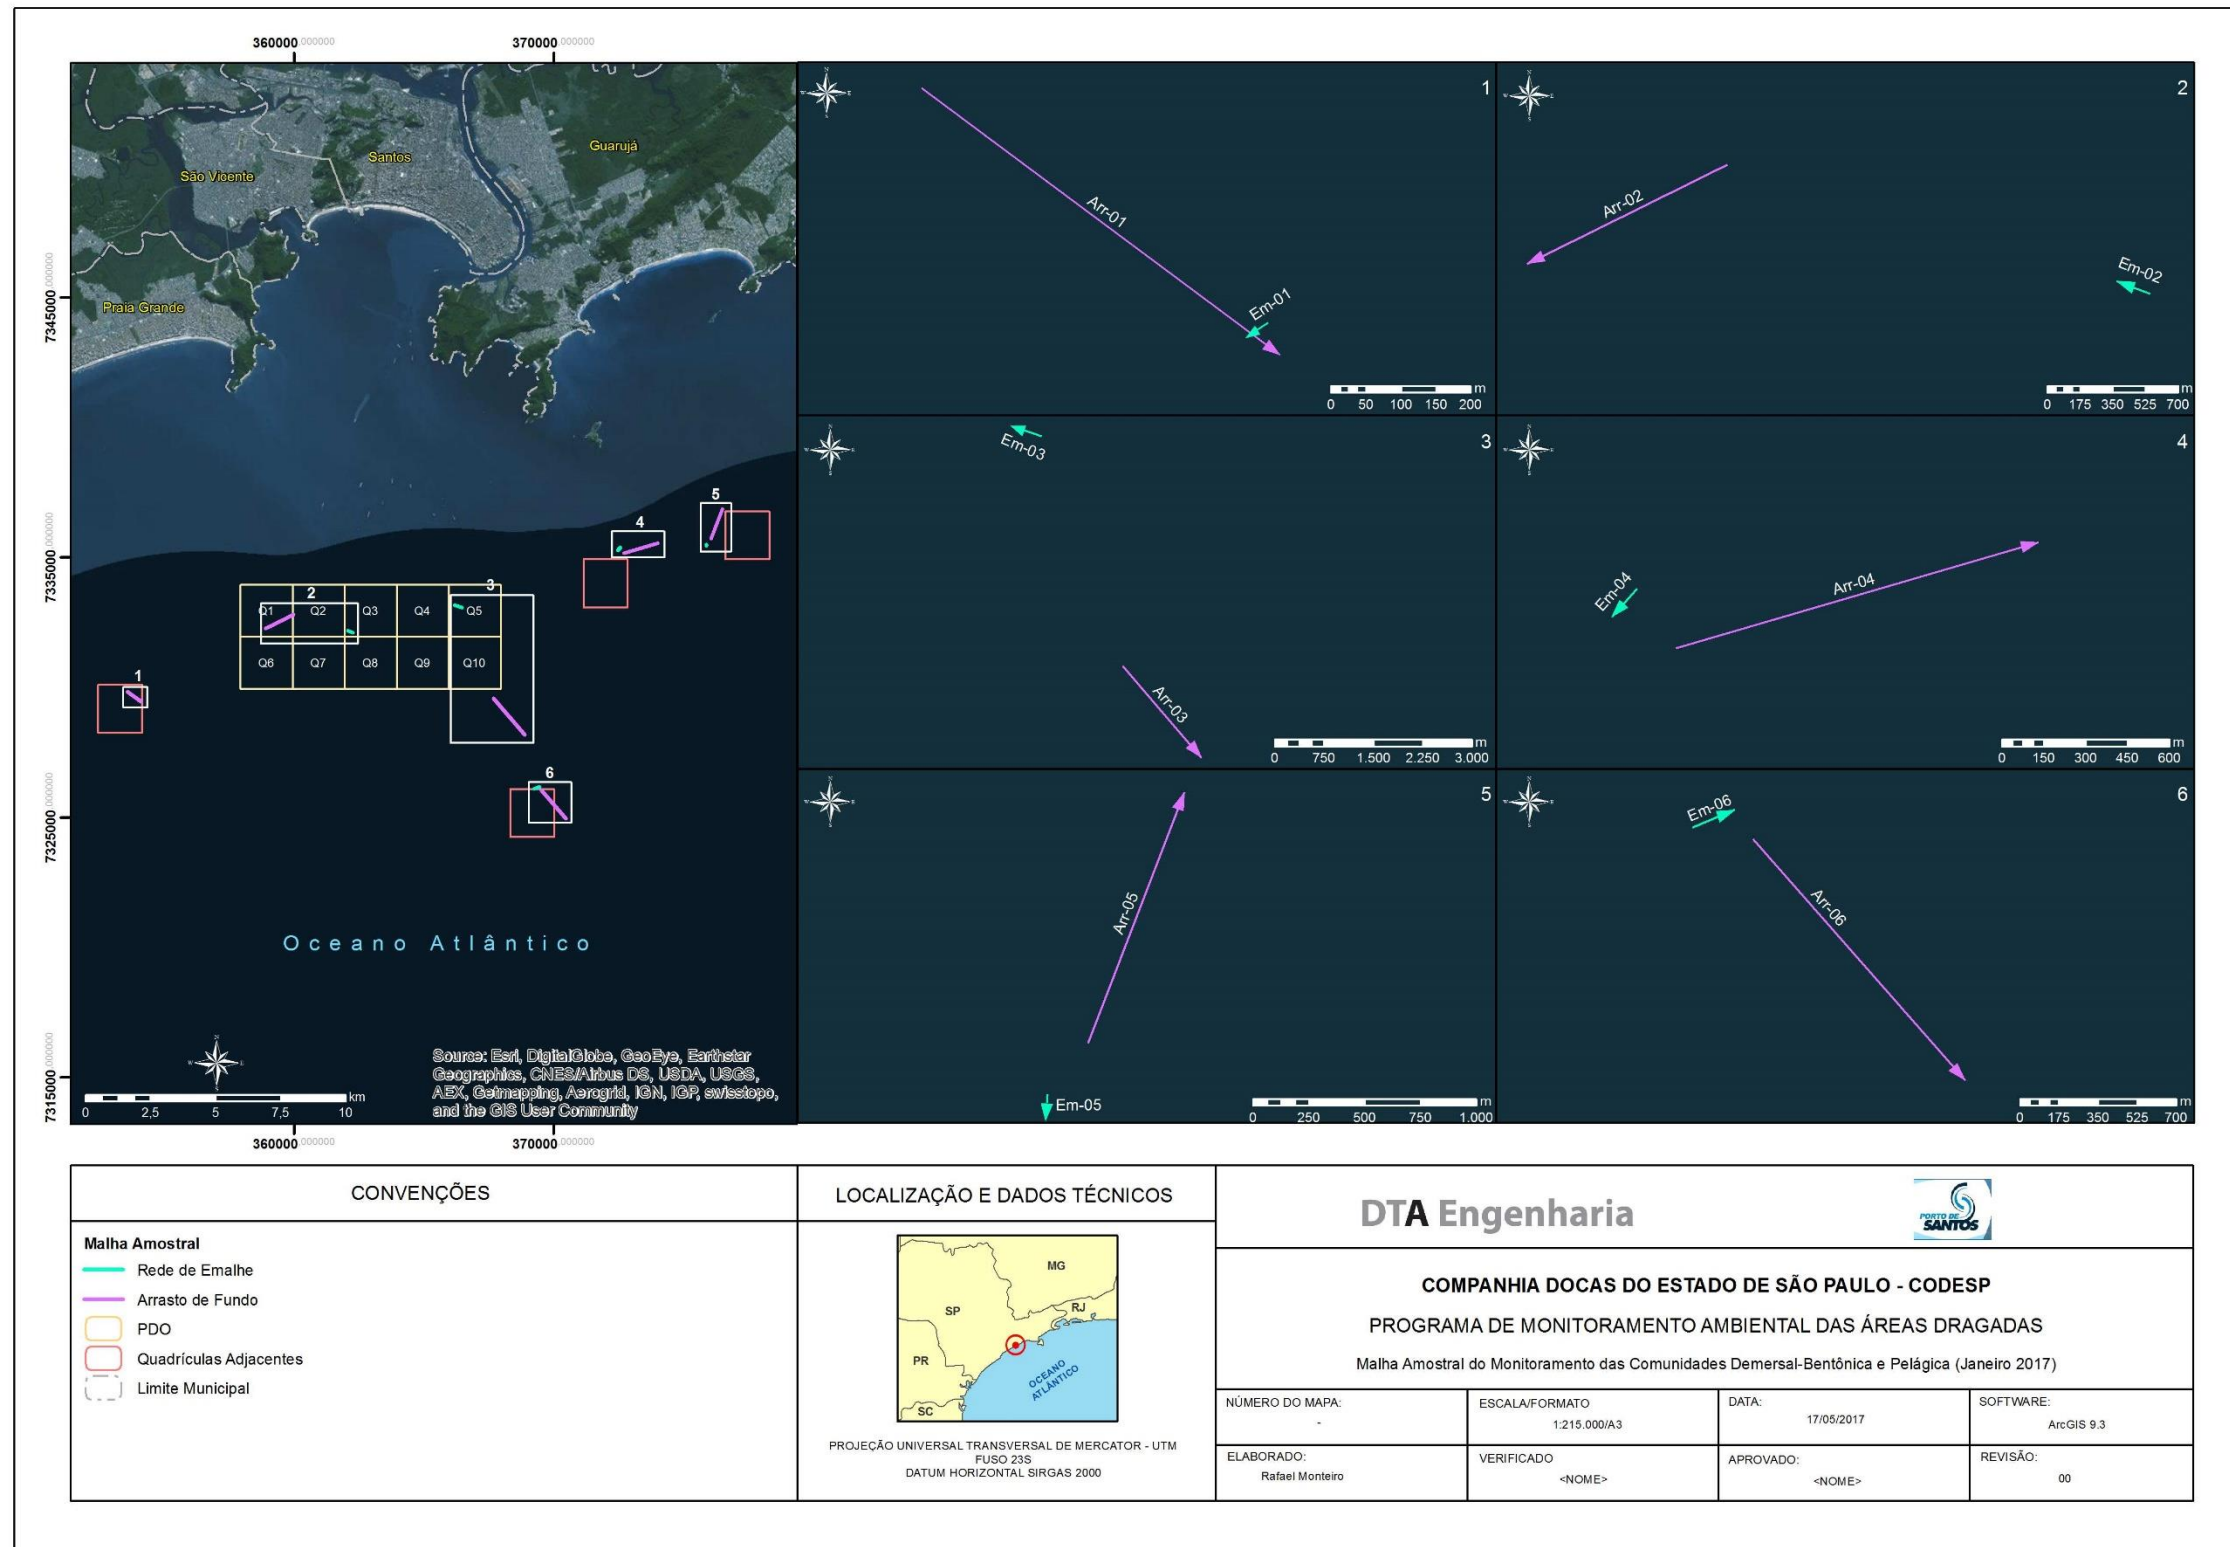 360000.000000
370000.000000
7345000.000000
7335000.000000
7325000.000000
7315000.000000
360000.000000
370000.000000
São Vicente
Santos
Guarujá
Praia Grande
5
4
3
2
Q1
Q2
Q3
Q4
Q5
Q6
Q7
Q8
Q9
Q10
1
6
Oceano Atlântico
N
W
E
S
0 2,5 5 7,5 10
km
Source: Esri, DigitalGlobe, GeoEye, Earthstar
Geographics, CNES/Airbus DS, USDA, USGS,
AEX, Getmapping, Aerogrid, IGN, IGP, swisstopo,
and the GIS User Community
1
Arr-01
Em-01
m
0 50 100 150 200
2
Arr-02
Em-02
m
0 175 350 525 700
3
Em-03
Arr-03
m
0 750 1.500 2.250 3.000
4
Em-04
Arr-04
m
0 150 300 450 600
5
Arr-05
Em-05
m
0 250 500 750 1.000
6
Em-06
Arr-06
m
0 175 350 525 700
CONVENÇÕES
Malha Amostral
Rede de Emalhe
Arrasto de Fundo
PDO
Quadrículas Adjacentes
Limite Municipal
LOCALIZAÇÃO E DADOS TÉCNICOS
MG
SP
RJ
PR
SC
OCEANO
ATLÂNTICO
PROJEÇÃO UNIVERSAL TRANSVERSAL DE MERCATOR - UTM
FUSO 23S
DATUM HORIZONTAL SIRGAS 2000
DTA Engenharia
PORTO DE
SANTOS
COMPANHIA DOCAS DO ESTADO DE SÃO PAULO - CODESP
PROGRAMA DE MONITORAMENTO AMBIENTAL DAS ÁREAS DRAGADAS
Malha Amostral do Monitoramento das Comunidades Demersal-Bentônica e Pelágica (Janeiro 2017)
NÚMERO DO MAPA:
-
ESCALA/FORMATO
1:215.000/A3
DATA:
17/05/2017
SOFTWARE:
ArcGIS 9.3
ELABORADO:
Rafael Monteiro
VERIFICADO
<NOME>
APROVADO:
<NOME>
REVISÃO:
00